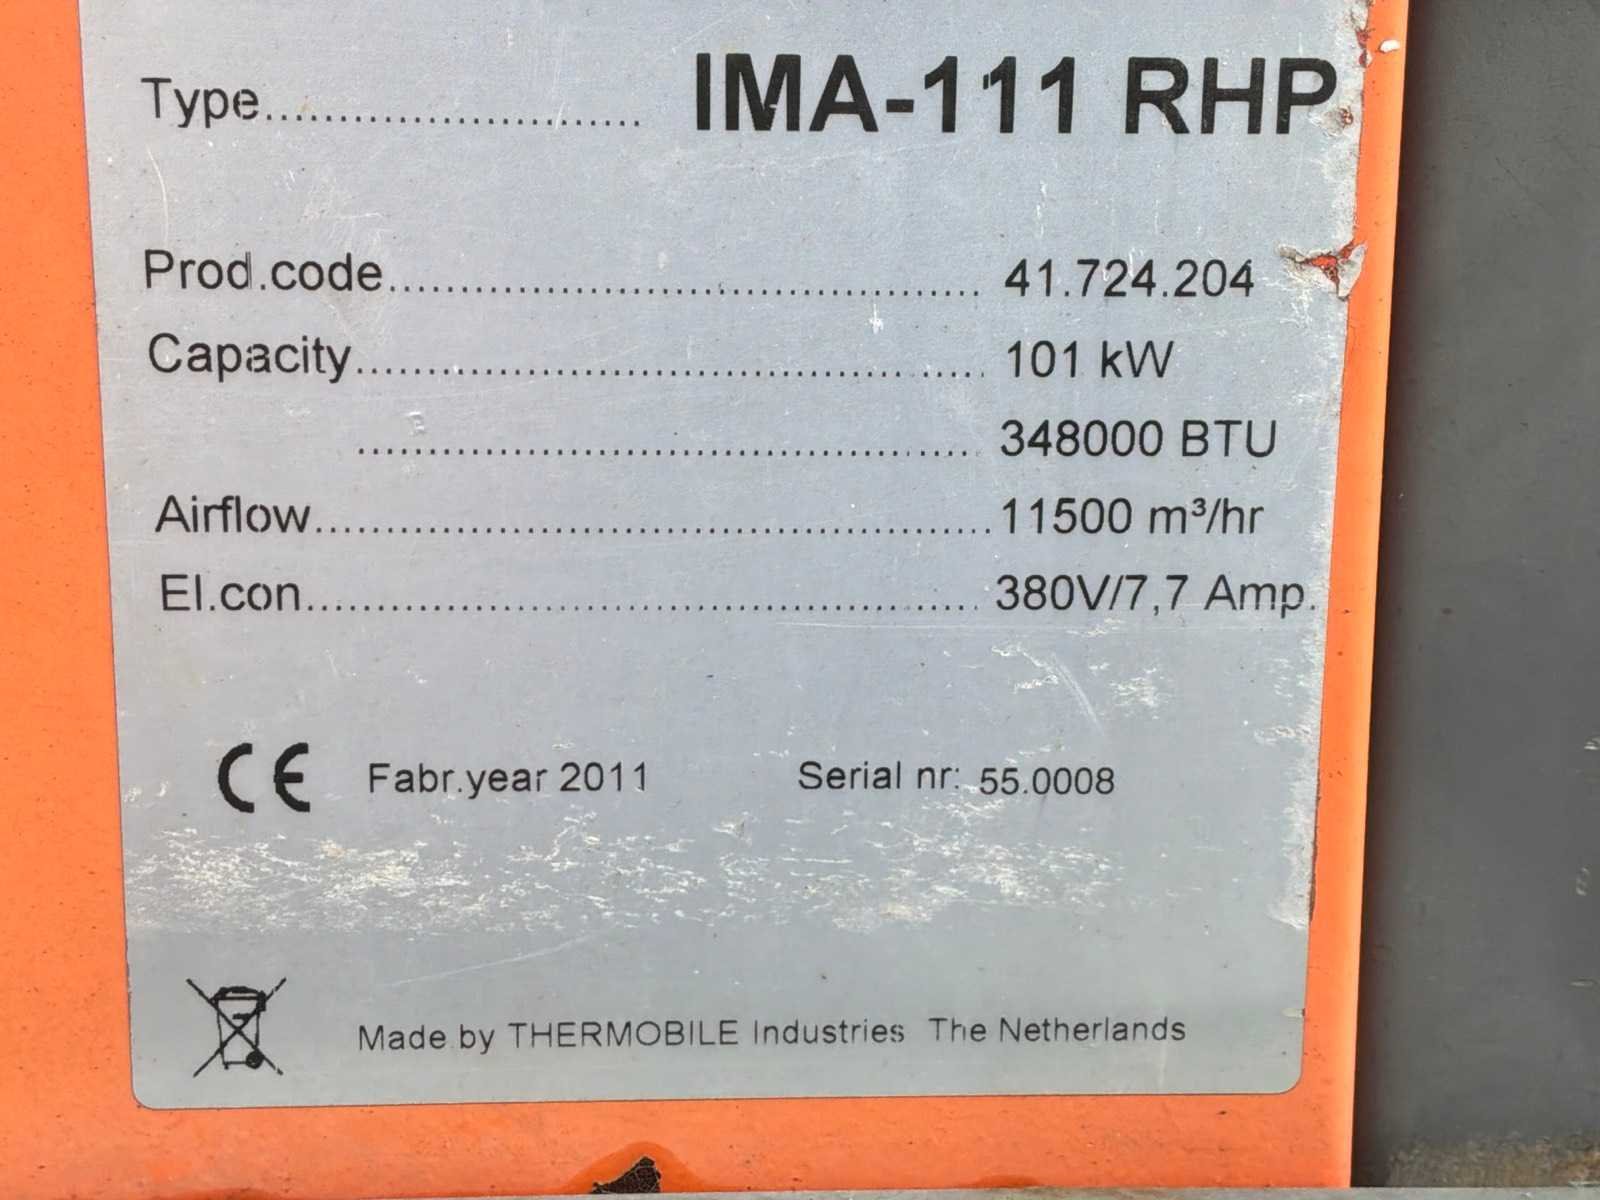 Type.......................... IMA-111 RHP
Prod.code.......................................... 41.724.204
Capacity............................................. 101 kW
............................................ 348000 BTU
Airflow................................................ 11500 m³/hr
El.con................................................ 380V/7,7 Amp.
CE Fabr.year 2011 Serial nr: 55.0008
Made by THERMOBILE Industries The Netherlands